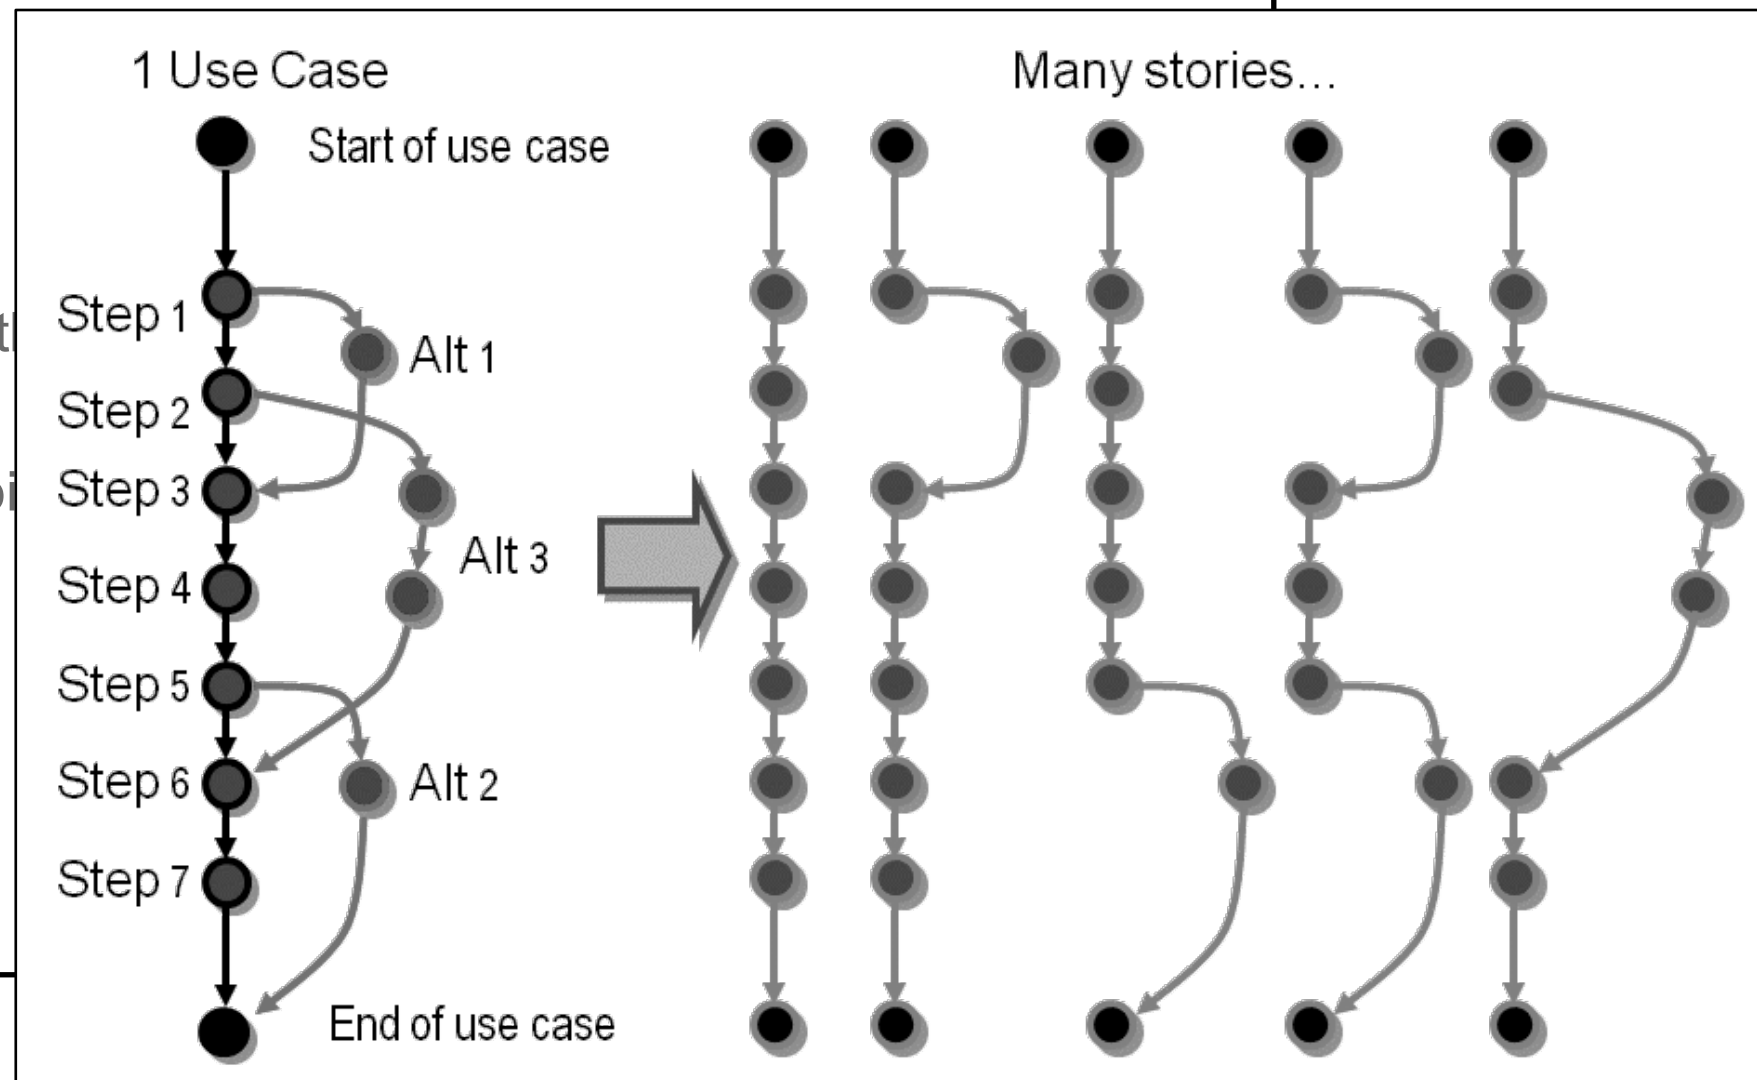 1 Use Case
Many stories...
Start of use case
Step 1
Alt 1
Step 2
Step 3
Alt 3
Step 4
Step 5
Step 6
Alt 2
Step 7
End of use case